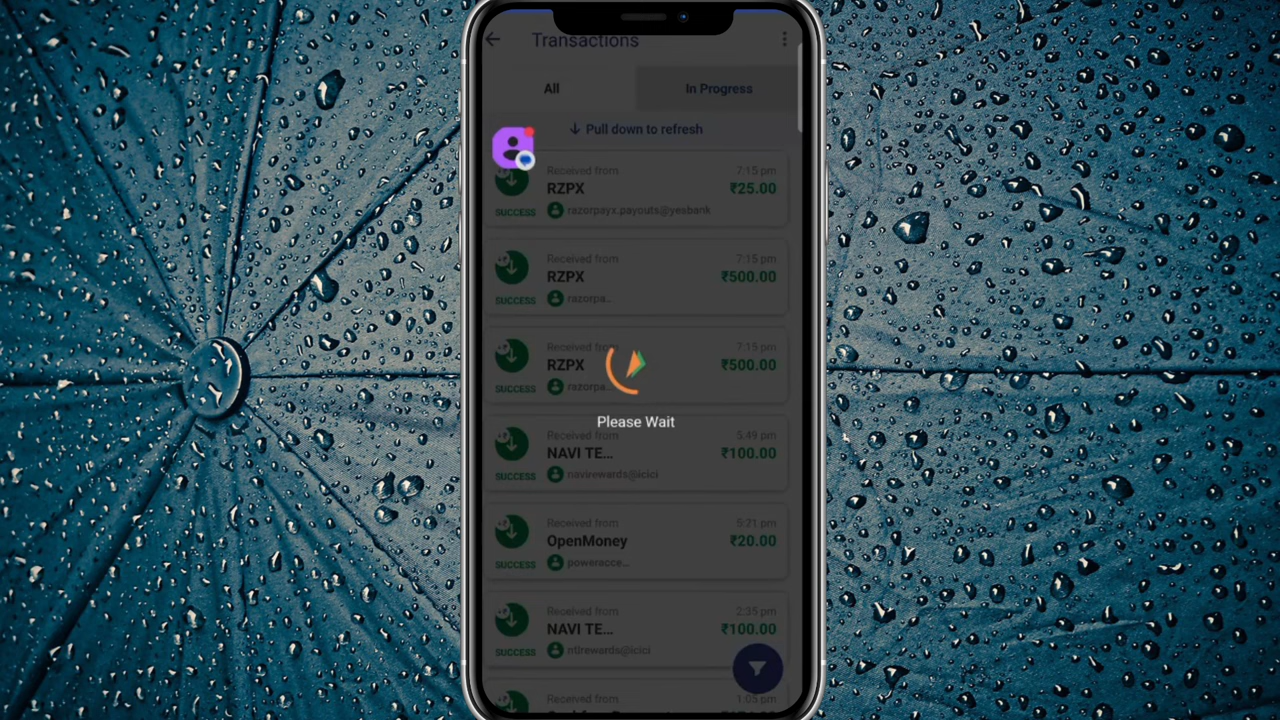 Transactions
All
In Progress
↓ Pull down to refresh
Received from
7:15 pm
RZPX
₹25.00
SUCCESS
razorpayx.payouts@yesbank
Received from
7:15 pm
RZPX
₹500.00
SUCCESS
razorpa..
Received from
7:15 pm
RZPX
₹500.00
SUCCESS
razorpa..
Please Wait
Received from
5:49 pm
NAVI TE...
₹100.00
SUCCESS
navirewards@icici
Received from
5:21 pm
OpenMoney
₹20.00
SUCCESS
poweracce...
Received from
2:35 pm
NAVI TE...
₹100.00
SUCCESS
ntlrewards@icici
Received from
1:05 pm